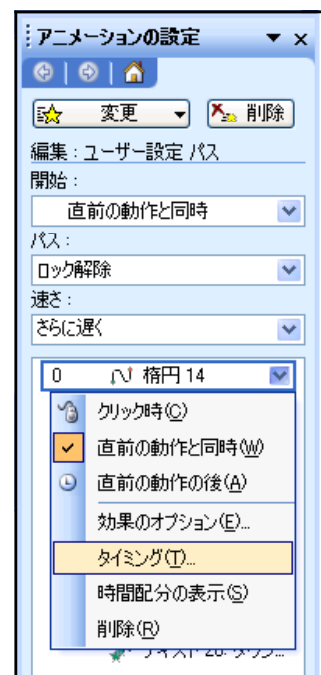 アニメーションの設定
変更 削除
編集：ユーザー設定 パス
開始：
直前の動作と同時
パス：
ロック解除
速さ：
さらに遅く
0 楕円 14
クリック時(C)
直前の動作と同時(W)
直前の動作の後(A)
効果のオプション(E)...
タイミング(T)...
時間配分の表示(S)
削除(R)